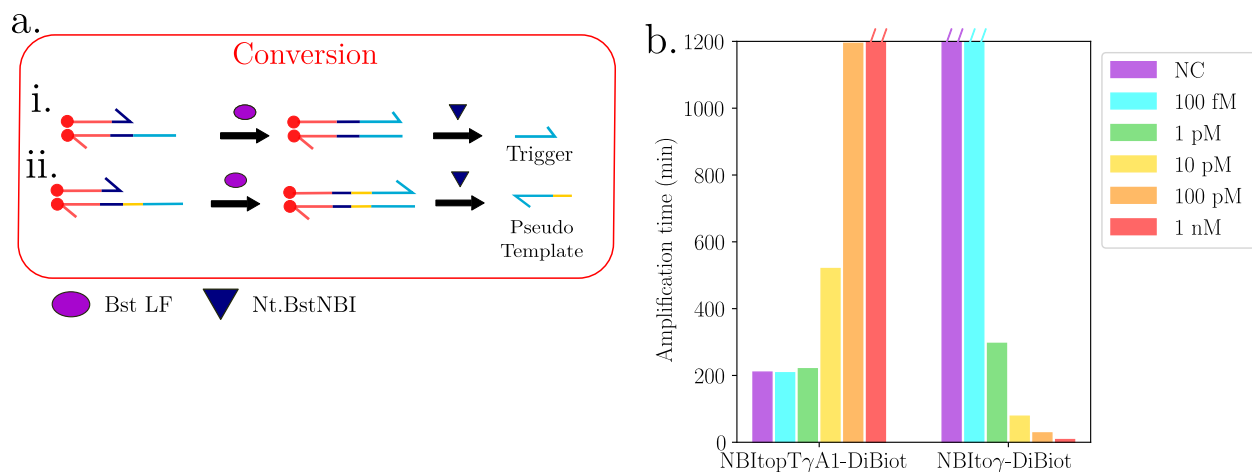 a.
Conversion
i.
Trigger
ii.
Pseudo
Template
Bst LF
Nt.BstNBI
b.
Amplification time (min)
1200
1000
800
600
400
200
0
NBItopTγA1-DiBiot
NBItoγ-DiBiot
NC
100 fM
1 pM
10 pM
100 pM
1 nM